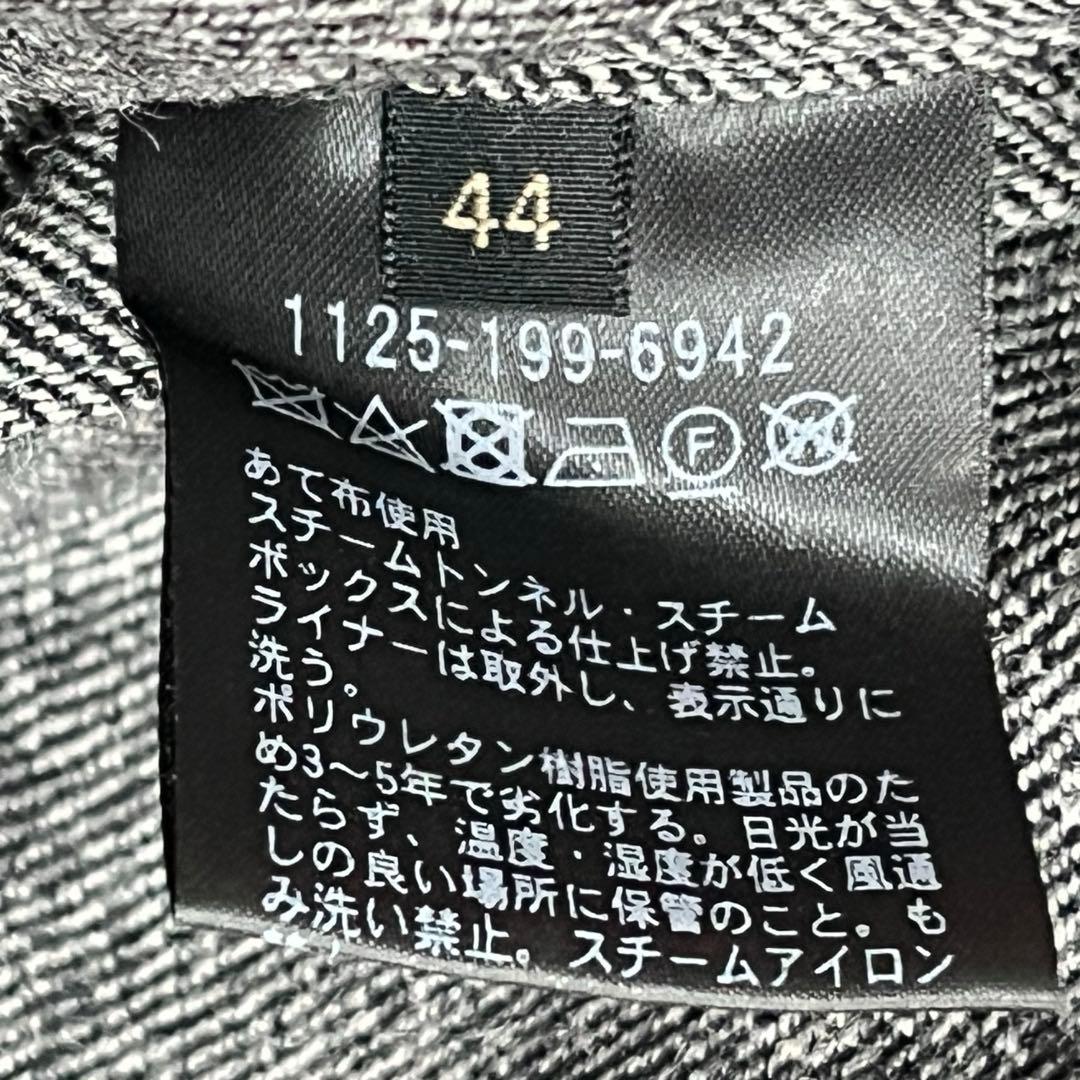 44
1125-199-6942
F
W
あて布使用
スチームトンネル・スチーム
ボックスによる仕上げ禁止。
ライナーは取外し、表示通りに
洗う。
ポリウレタン樹脂使用製品のた
め3～5年で劣化する。日光が当
たらず、温度・湿度が低く風通
しの良い場所に保管のこと。も
み洗い禁止。スチームアイロン